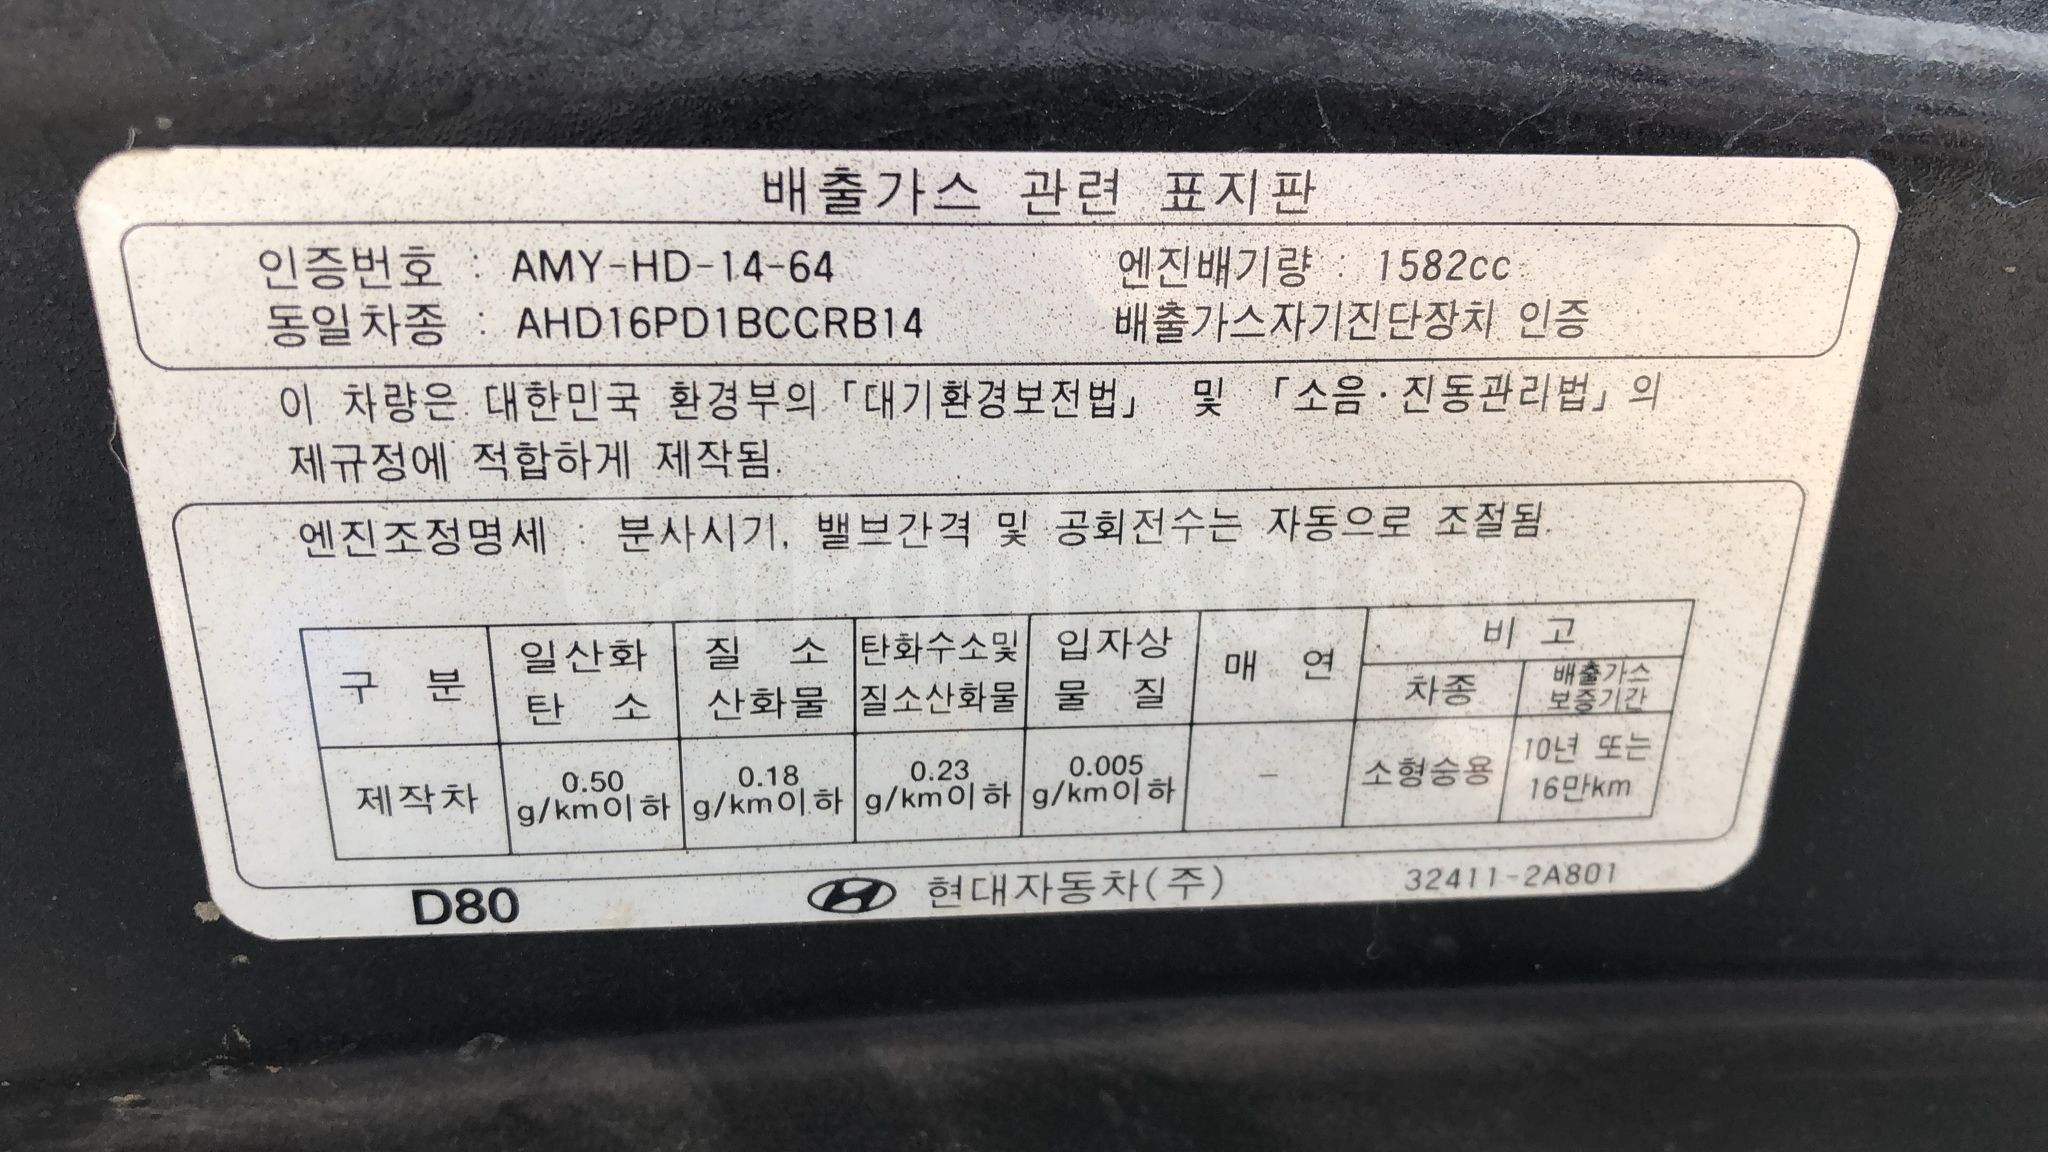 배출가스 관련 표지판
인증번호 : AMY-HD-14-64 엔진배기량 : 1582cc
동일차종 : AHD16PD1BCCRB14 배출가스자기진단장차 인증
이 차량은 대한민국 환경부의「대기환경보전법」 및 「소음·진동관리법」의
제규정에 적합하게 제작됨.
엔진조정명세 : 분사시기, 밸브간격 및 공회전수는 자동으로 조절됨.
구 분 일산화 탄 소 질 소 산화물 탄화수소및 질소산화물 입자상 물 질 매 연 비 고
차종 배출가스 보증기간
제작차 0.50 g/km이하 0.18 g/km이하 0.23 g/km이하 0.005 g/km이하 - 소형승용 10년 또는 16만km
D80 현대자동차(주) 32411-2A801